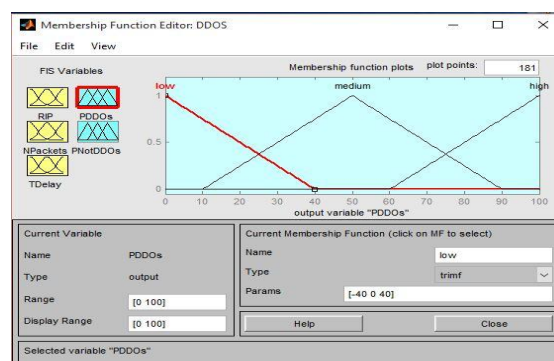 Membership Function Editor: DDOS
File Edit View
FIS Variables
RIP
PDDOs
NPackets
PNotDDOs
TDelay
Membership function plots
plot points:
181
low
medium
high
1
0.5
0
0 10 20 30 40 50 60 70 80 90 100
output variable "PDDOs"
Current Variable
Name PDDOs
Type output
Range [0 100]
Display Range [0 100]
Current Membership Function (click on MF to select)
Name low
Type trimf
Params [-40 0 40]
Help
Close
Selected variable "PDDOs"